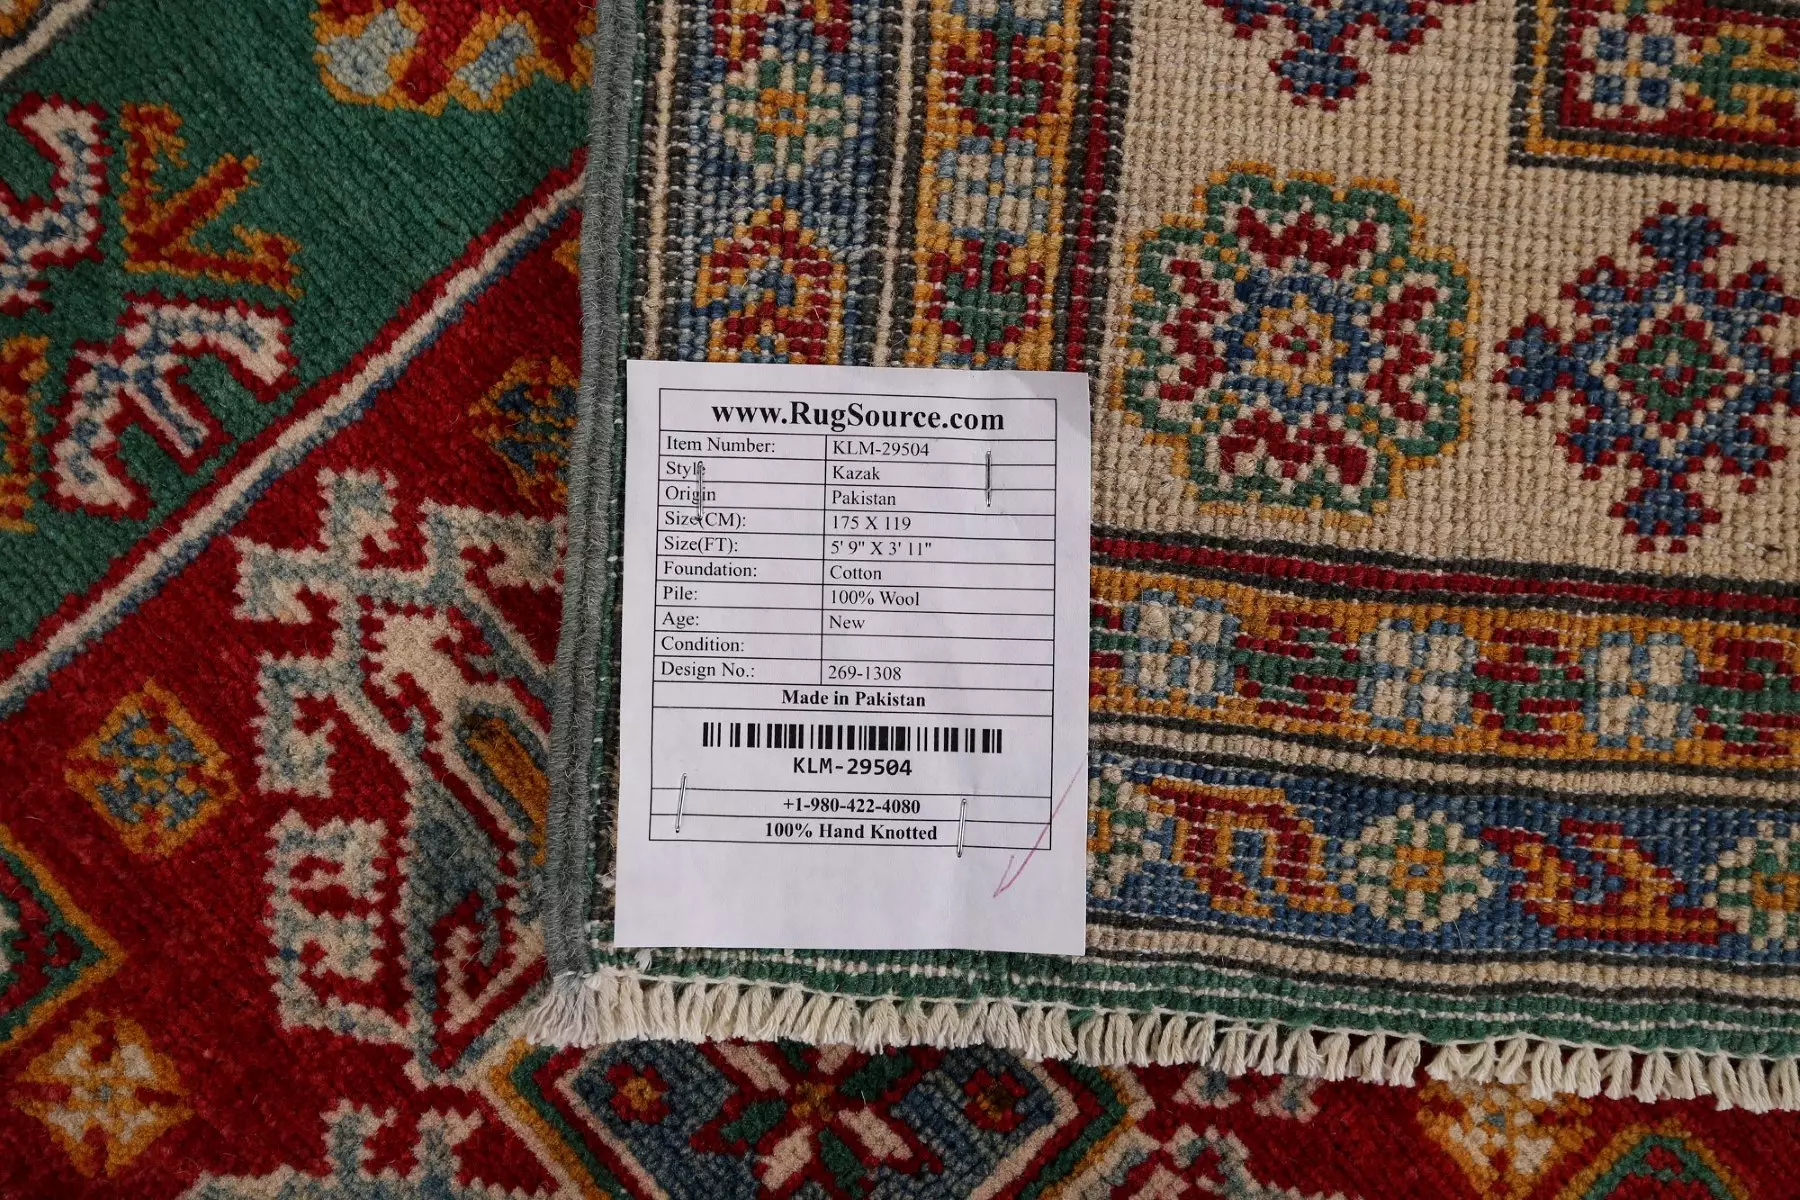 www.RugSource.com
Item Number: KLM-29504
Style Kazak
Origin Pakistan
Size(CM): 175 X 119
Size(FT): 5' 9" X 3' 11"
Foundation: Cotton
Pile: 100% Wool
Age: New
Condition:
Design No.: 269-1308
Made in Pakistan
KLM-29504
+1-980-422-4080
100% Hand Knotted